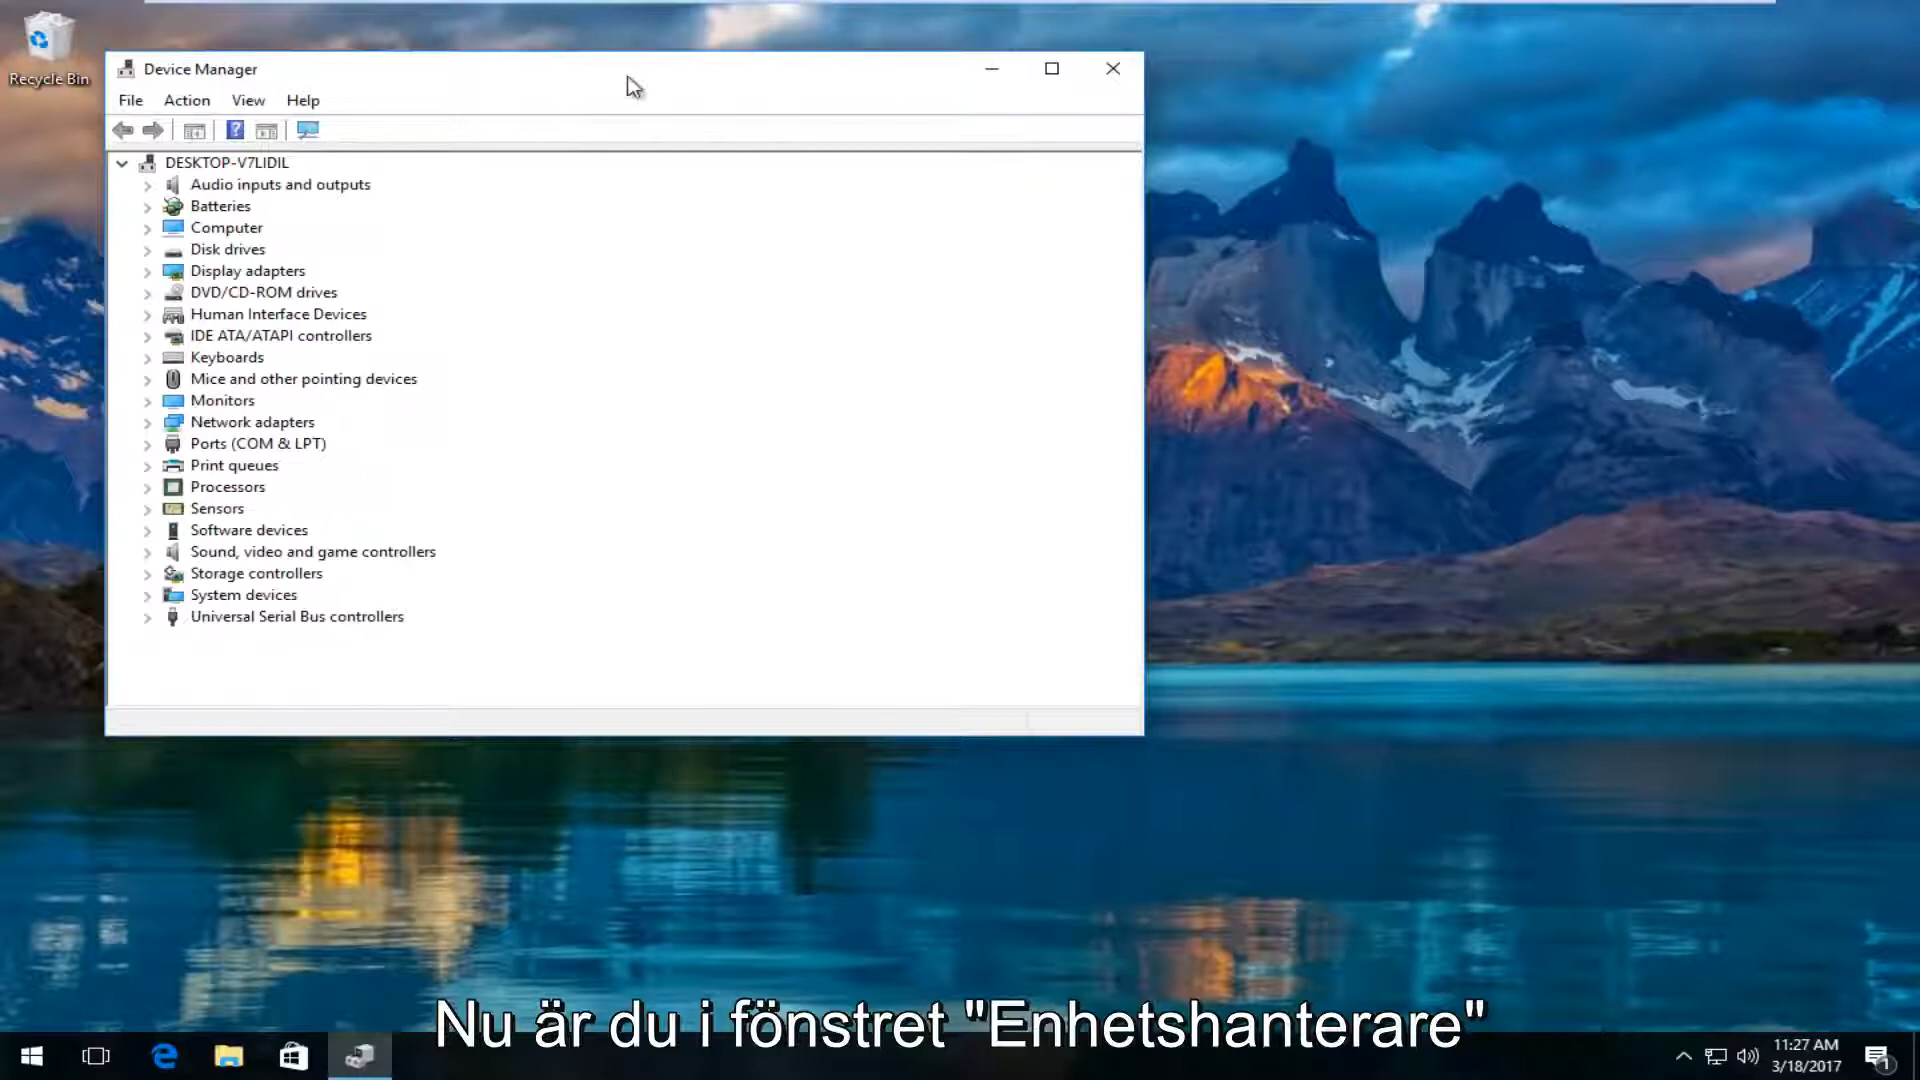 Recycle Bin
Device Manager
File Action View Help
DESKTOP-V7LIDIL
Audio inputs and outputs
Batteries
Computer
Disk drives
Display adapters
DVD/CD-ROM drives
Human Interface Devices
IDE ATA/ATAPI controllers
Keyboards
Mice and other pointing devices
Monitors
Network adapters
Ports (COM & LPT)
Print queues
Processors
Sensors
Software devices
Sound, video and game controllers
Storage controllers
System devices
Universal Serial Bus controllers
Nu är du i fönstret "Enhetshanterare"
11:27 AM
3/18/2017
1